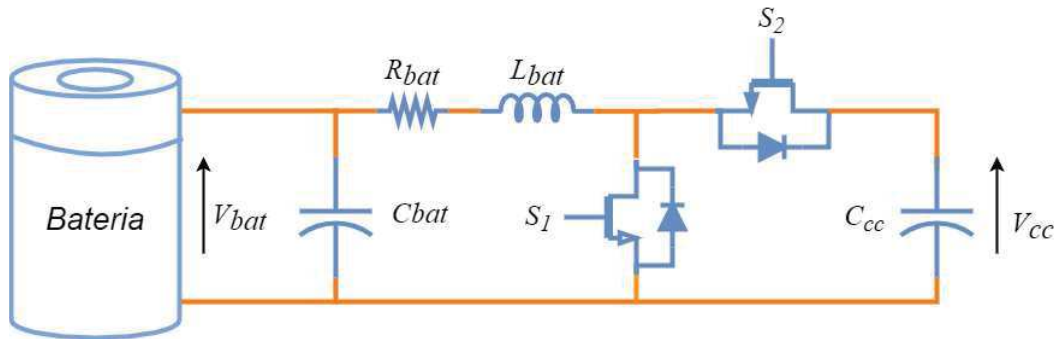 S2
Rbat
Lbat
Bateria
Vbat
Cbat
S1
Ccc
Vcc